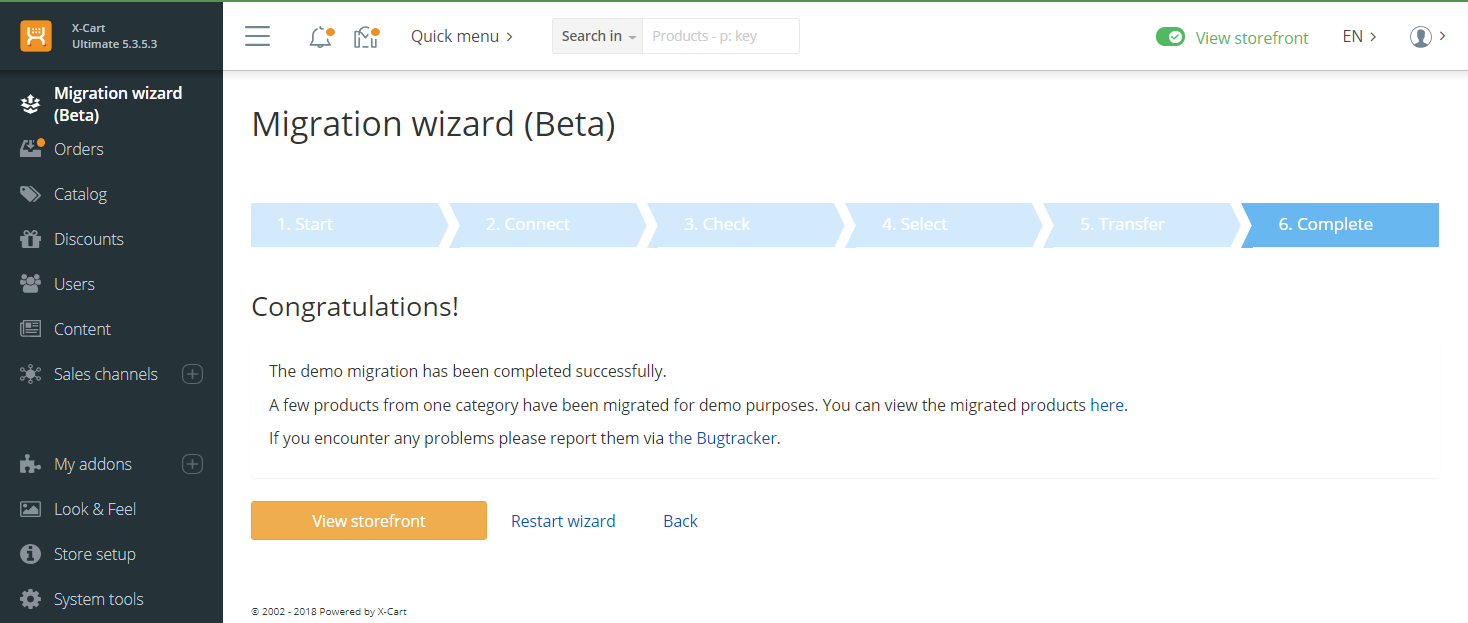 X-Cart
Ultimate 5.3.5.3
Quick menu
Search in
Products - p: key
View storefront
EN
Migration wizard
(Beta)
Orders
Catalog
Discounts
Users
Content
Sales channels
My addons
Look & Feel
Store setup
System tools
Migration wizard (Beta)
1. Start
2. Connect
3. Check
4. Select
5. Transfer
6. Complete
Congratulations!
The demo migration has been completed successfully.
A few products from one category have been migrated for demo purposes. You can view the migrated products here.
If you encounter any problems please report them via the Bugtracker.
View storefront
Restart wizard
Back
© 2002 - 2018 Powered by X-Cart